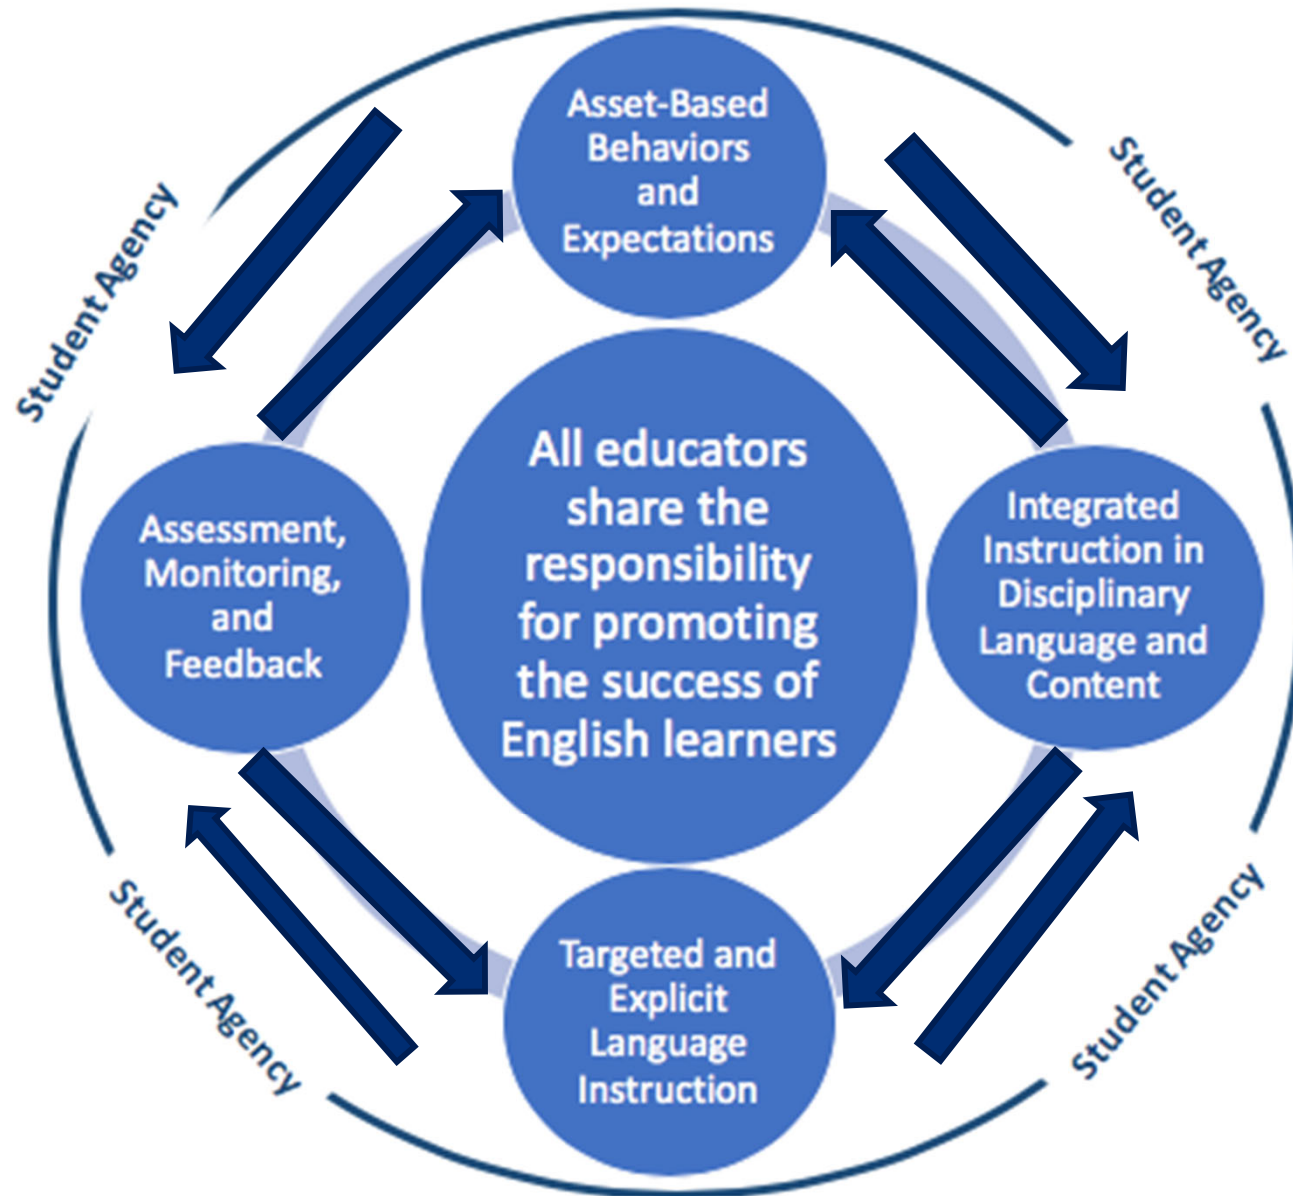 Asset-Based
Behaviors
and
Expectations
Student Agency
Student Agency
All educators
share the
responsibility
for promoting
the success of
English learners
Assessment,
Monitoring,
and
Feedback
Integrated
Instruction in
Disciplinary
Language and
Content
Targeted and
Explicit
Language
Instruction
Student Agency
Student Agency